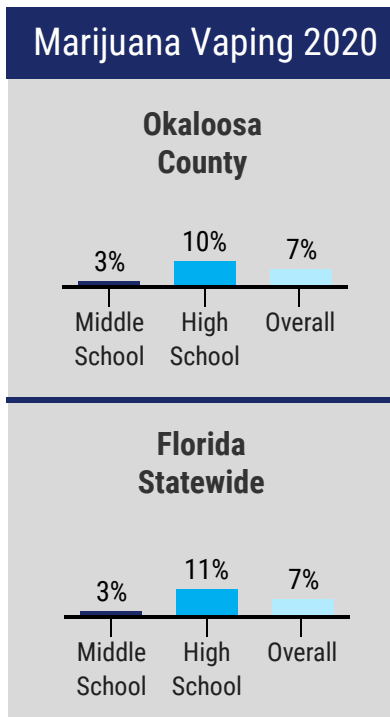 Marijuana Vaping 2020
Okaloosa
County
3%
10%
7%
Middle
School
High
School
Overall
Florida
Statewide
3%
11%
7%
Middle
School
High
School
Overall